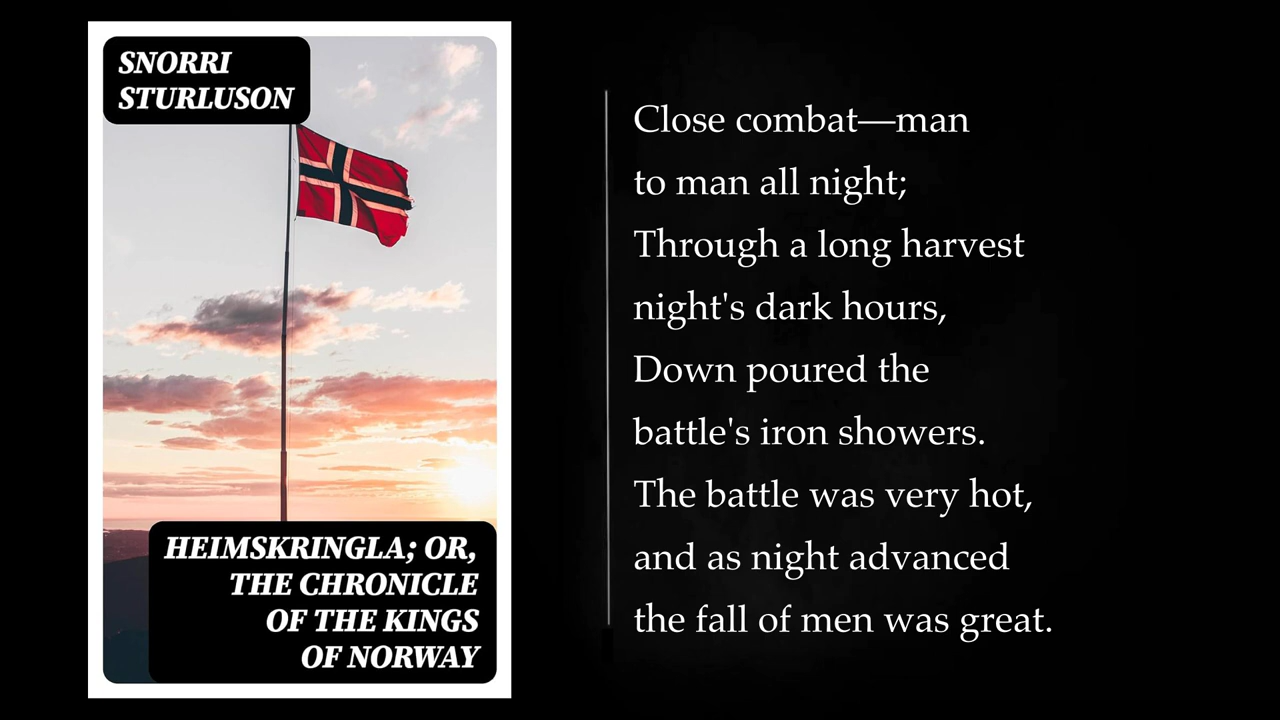 SNORRI
STURLUSON
HEIMSKRINGLA; OR,
THE CHRONICLE
OF THE KINGS
OF NORWAY
Close combat—man
to man all night;
Through a long harvest
night's dark hours,
Down poured the
battle's iron showers.
The battle was very hot,
and as night advanced
the fall of men was great.